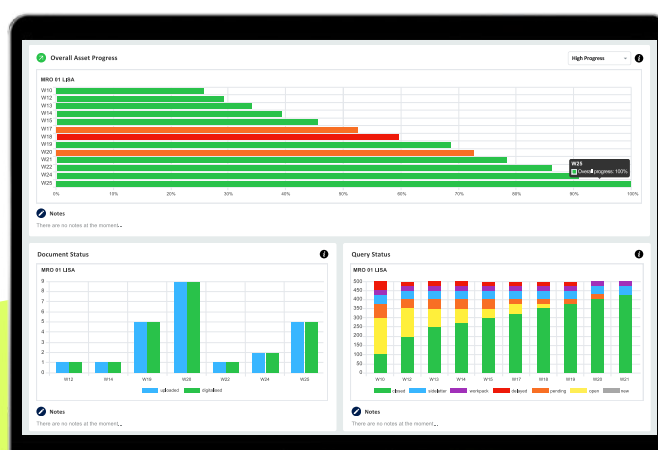 Overall Asset Progress
High Progress
MRO 01 LISA
W10
W12
W13
W14
W15
W17
W18
W19
W20
W21
W22
W24
W25
W25
Overall progress: 100%
0%
10%
20%
30%
40%
50%
60%
70%
80%
90%
100%
Notes
There are no notes at the moment...
Document Status
MRO 01 LISA
9
8
7
6
5
4
3
2
1
0
W12
W14
W19
W20
W22
W24
W25
uploaded
digitalised
Notes
There are no notes at the moment...
Query Status
MRO 01 LISA
500
450
400
350
300
250
200
150
100
50
0
W10
W12
W13
W14
W15
W17
W18
W19
W20
W21
closed
sideletter
workpack
delayed
pending
open
new
Notes
There are no notes at the moment...